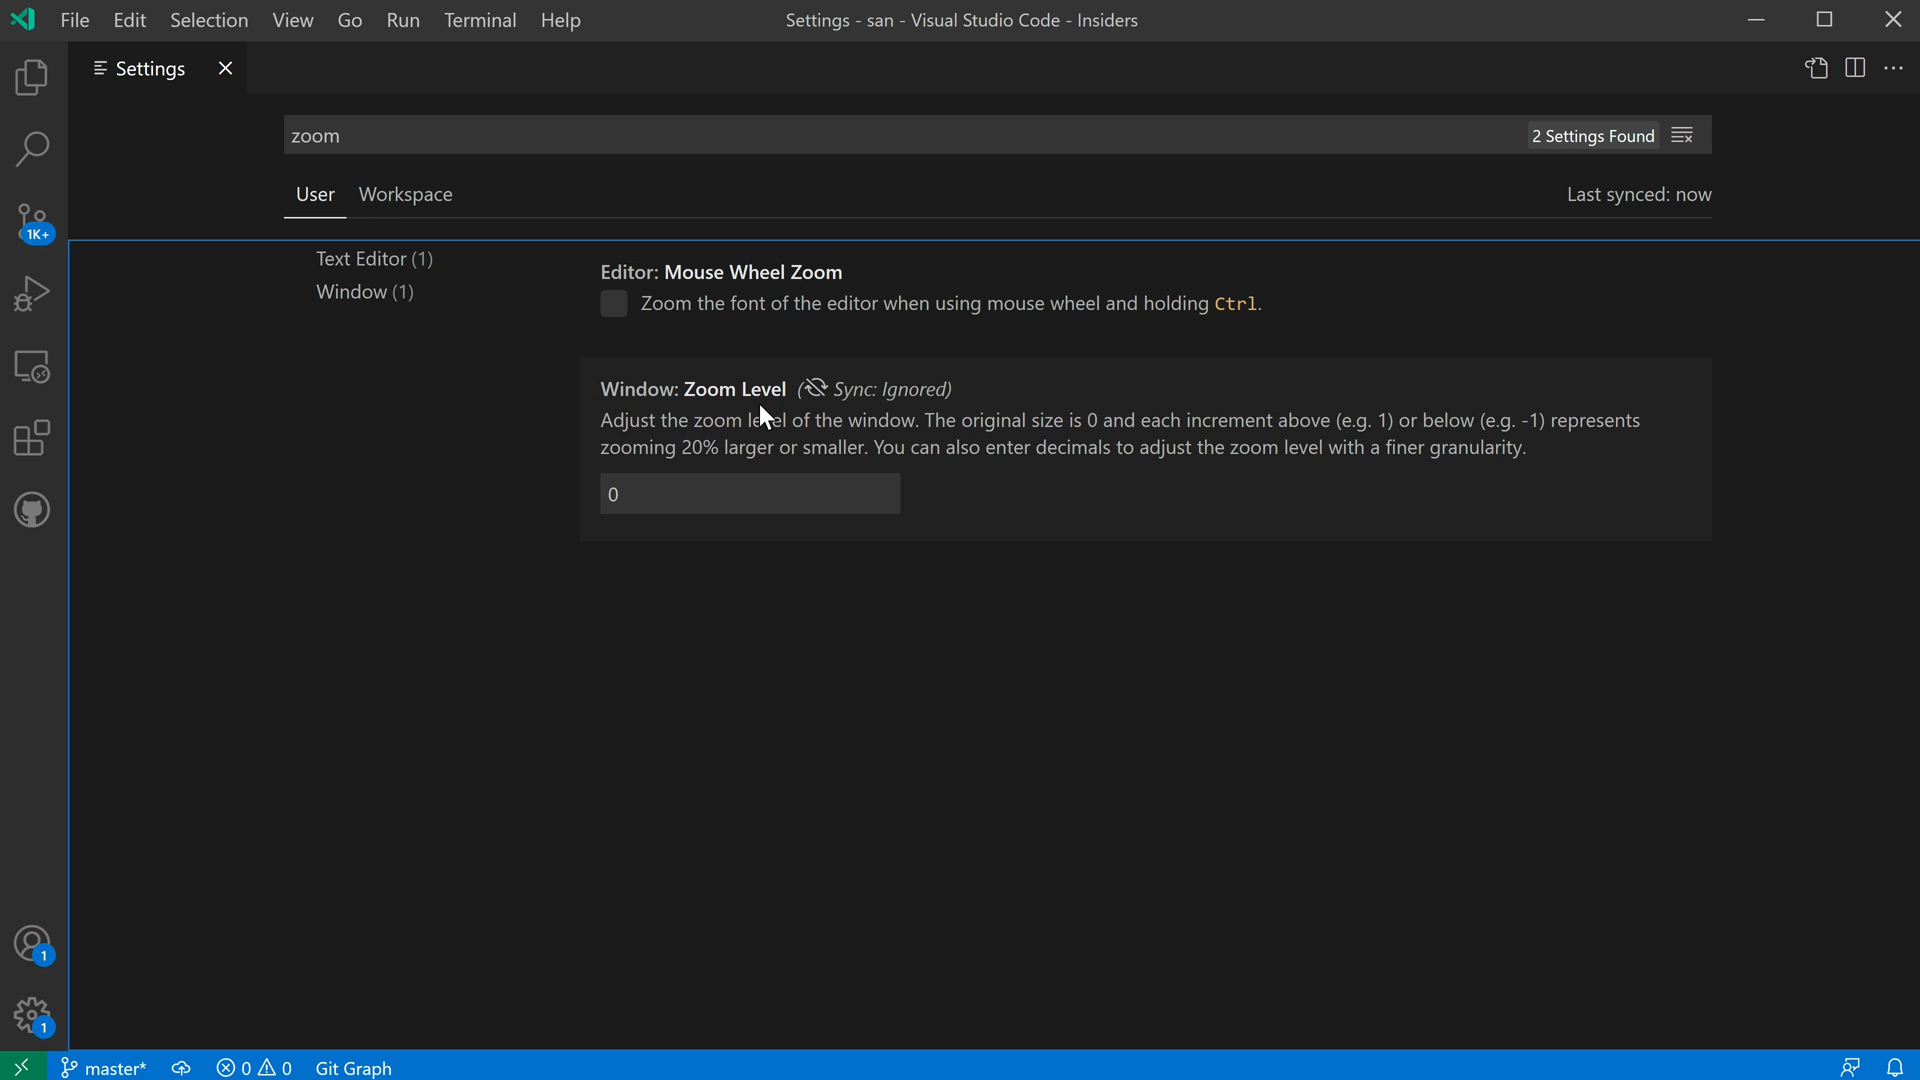 File Edit Selection View Go Run Terminal Help Settings - san - Visual Studio Code - Insiders
Settings
zoom 2 Settings Found
User Workspace Last synced: now
1K+
Text Editor (1)
Window (1)
Editor: Mouse Wheel Zoom
Zoom the font of the editor when using mouse wheel and holding Ctrl.
Window: Zoom Level ( Sync: Ignored)
Adjust the zoom level of the window. The original size is 0 and each increment above (e.g. 1) or below (e.g. -1) represents
zooming 20% larger or smaller. You can also enter decimals to adjust the zoom level with a finer granularity.
0
1
1
master* 0 0 Git Graph